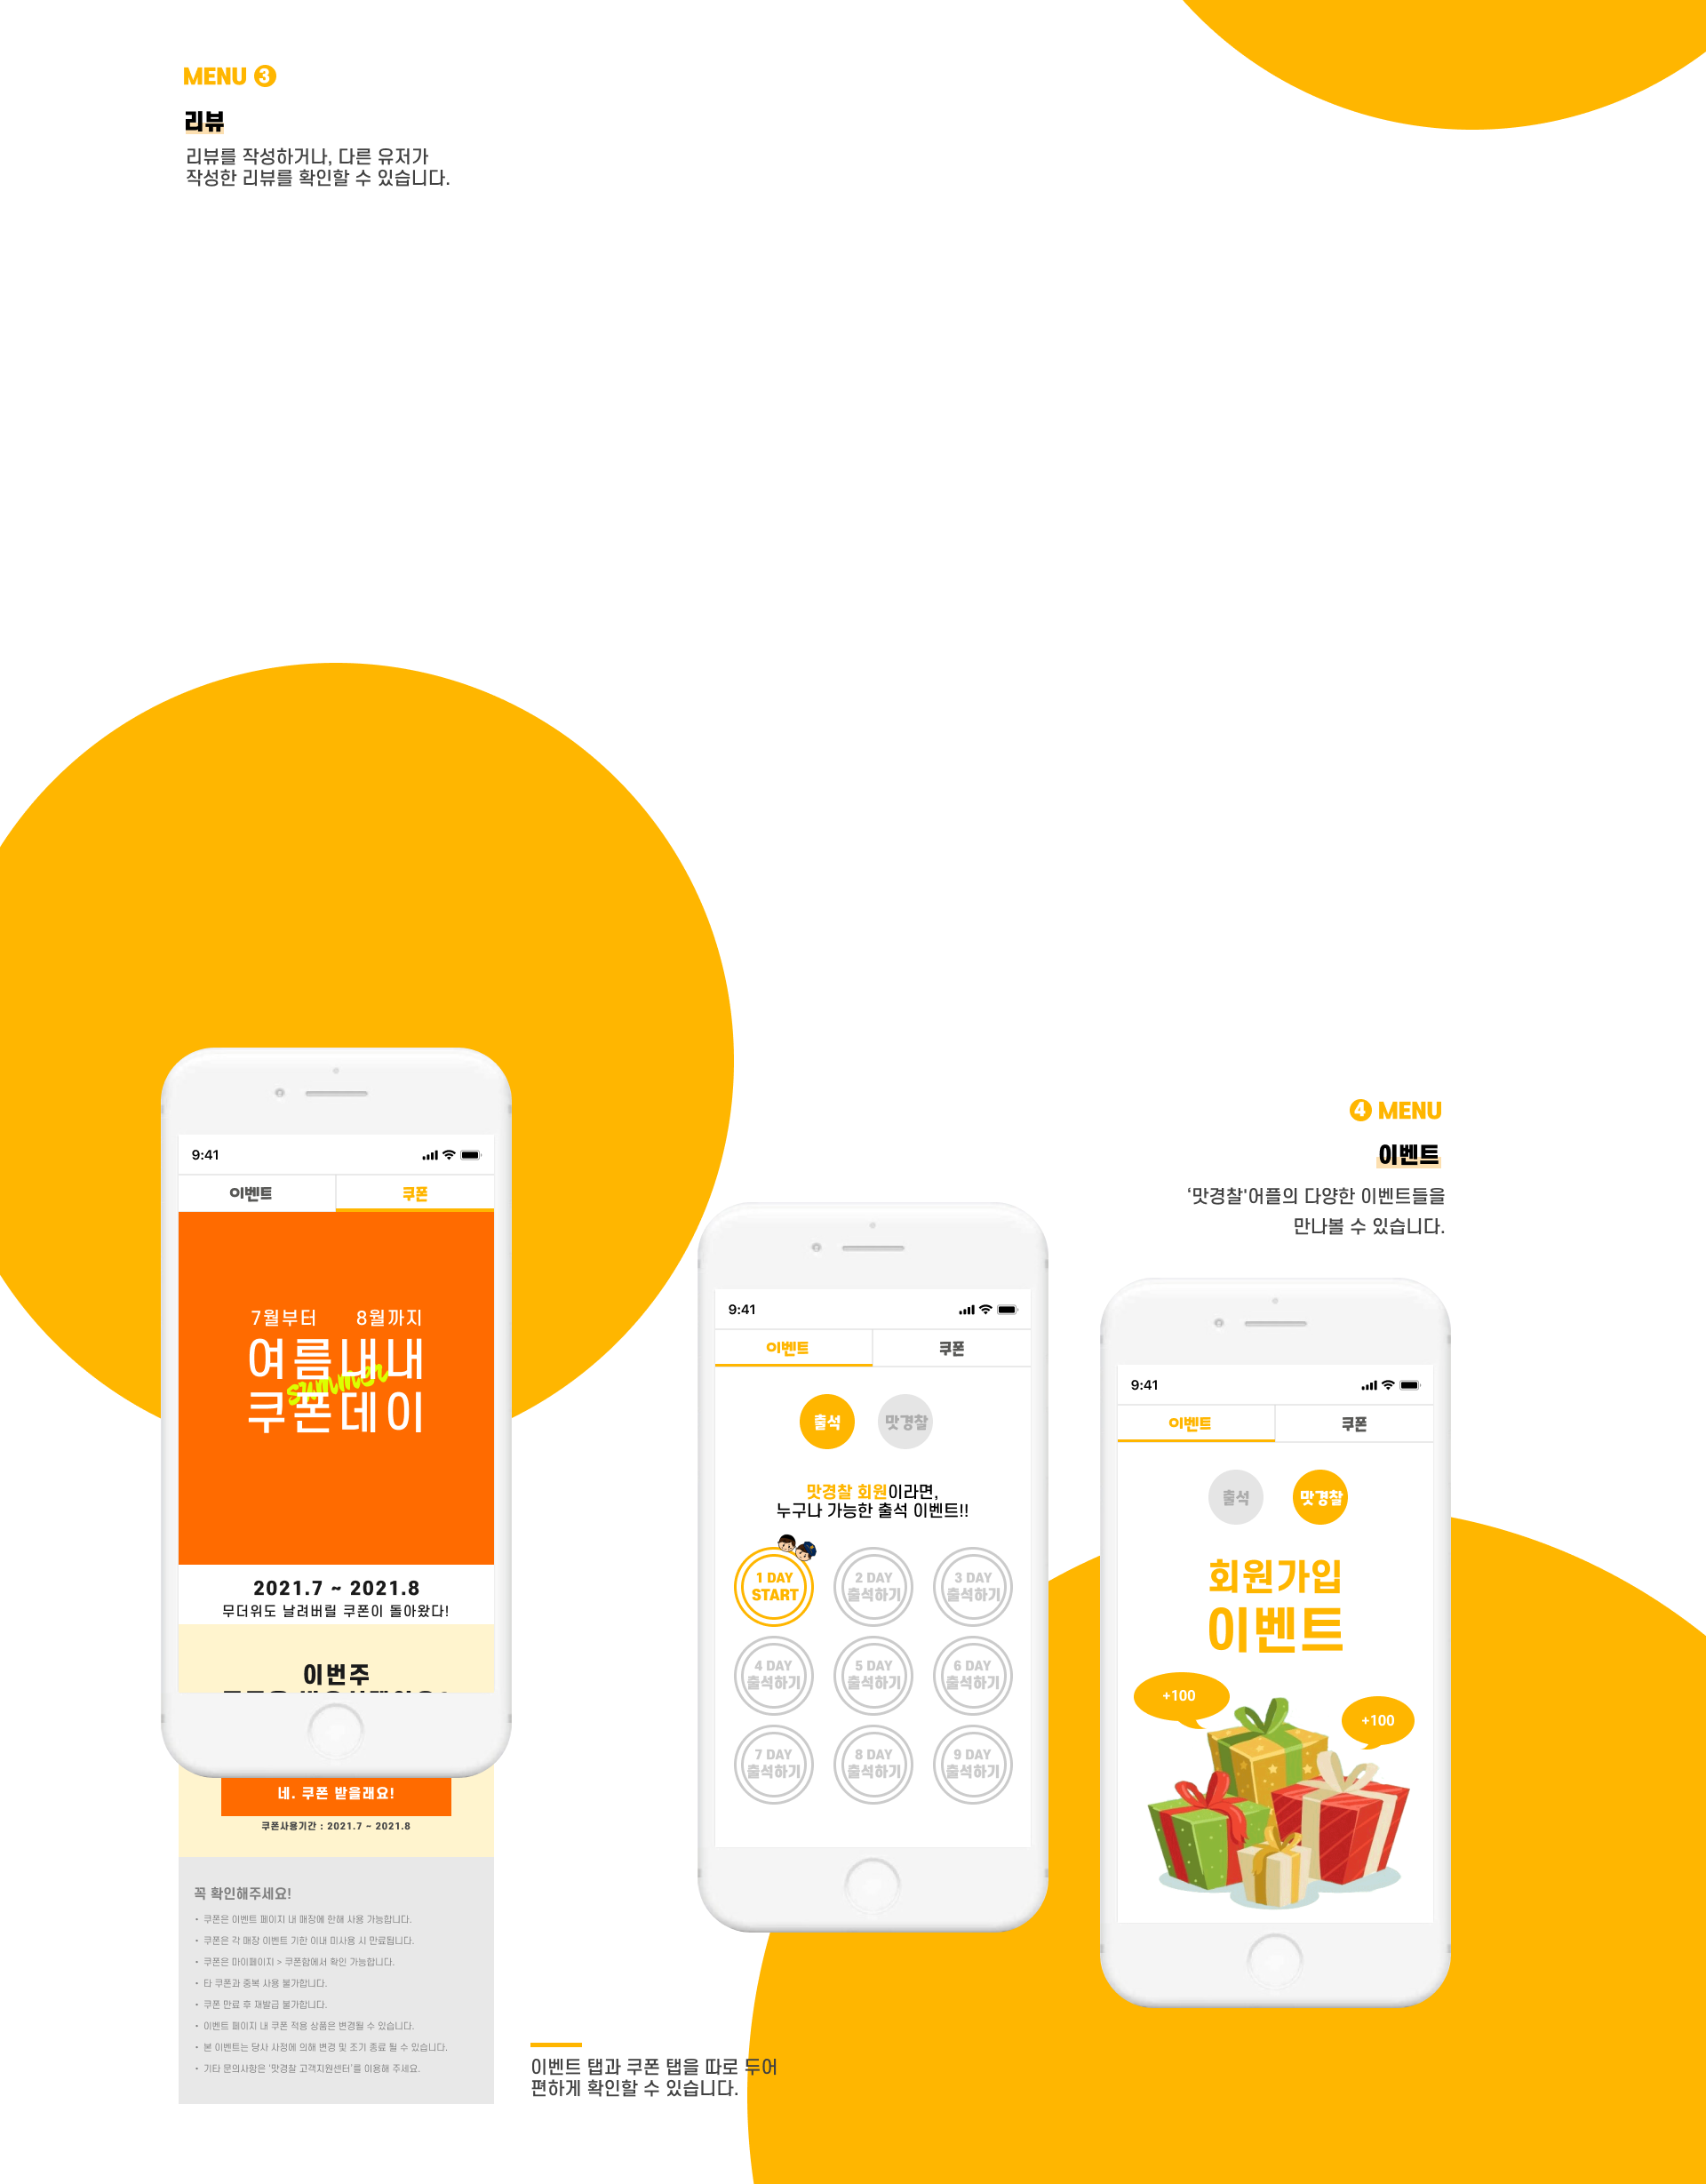 MENU 3
리뷰
리뷰를 작성하거나, 다른 유저가
작성한 리뷰를 확인할 수 있습니다.
4 MENU
이벤트
‘맛경찰'어플의 다양한 이벤트들을
만나볼 수 있습니다.
9:41
이벤트 쿠폰
7월부터 8월까지
여름내내
summer
쿠폰데이
2021.7 ~ 2021.8
무더위도 날려버릴 쿠폰이 돌아왔다!
이번주
네. 쿠폰 받을래요!
쿠폰사용기간 : 2021.7 ~ 2021.8
꼭 확인해주세요!
• 쿠폰은 이벤트 페이지 내 매장에 한해 사용 가능합니다.
• 쿠폰은 각 매장 이벤트 기한 이내 미사용 시 만료됩니다.
• 쿠폰은 마이페이지 > 쿠폰함에서 확인 가능합니다.
• 타 쿠폰과 중복 사용 불가합니다.
• 쿠폰 만료 후 재발급 불가합니다.
• 이벤트 페이지 내 쿠폰 적용 상품은 변경될 수 있습니다.
• 본 이벤트는 당사 사정에 의해 변경 및 조기 종료 될 수 있습니다.
• 기타 문의사항은 '맛경찰 고객지원센터'를 이용해 주세요.
9:41
이벤트 쿠폰
출석 맛경찰
맛경찰 회원이라면,
누구나 가능한 출석 이벤트!!
1 DAY 2 DAY 3 DAY
START 출석하기 출석하기
4 DAY 5 DAY 6 DAY
출석하기 출석하기 출석하기
7 DAY 8 DAY 9 DAY
출석하기 출석하기 출석하기
9:41
이벤트 쿠폰
출석 맛경찰
회원가입
이벤트
+100
+100
이벤트 탭과 쿠폰 탭을 따로 두어
편하게 확인할 수 있습니다.